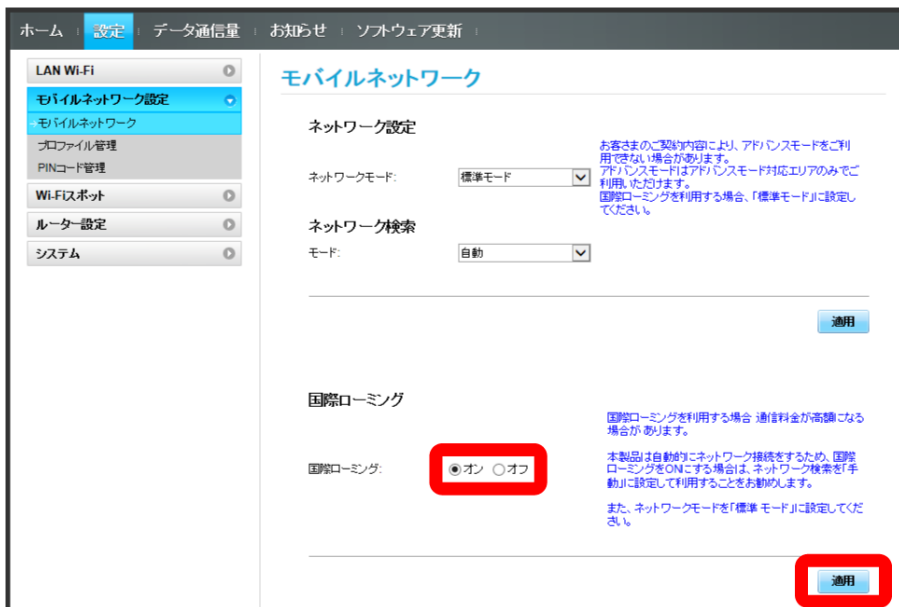 ホーム 設定 データ通信量 お知らせ ソフトウェア更新
LAN Wi-Fi
モバイルネットワーク設定
モバイルネットワーク
プロファイル管理
PINコード管理
Wi-Fiスポット
ルーター設定
システム
モバイルネットワーク
ネットワーク設定
ネットワークモード: 標準モード
お客さまのご契約内容により、アドバンスモードをご利
用できない場合があります。
アドバンスモードはアドバンスモード対応エリアのみでご
利用いただけます。
国際ローミングを利用する場合、「標準モード」に設定し
てください。
ネットワーク検索
モード: 自動
適用
国際ローミング
国際ローミング: オン オフ
国際ローミングを利用する場合 通信料金が高額になる
場合があります。
本製品は自動的にネットワーク接続をするため、国際
ローミングをONにする場合は、ネットワーク検索を「手
動」に設定して利用することをお勧めします。
また、ネットワークモードを「標準 モード」に設定してくだ
さい。
適用